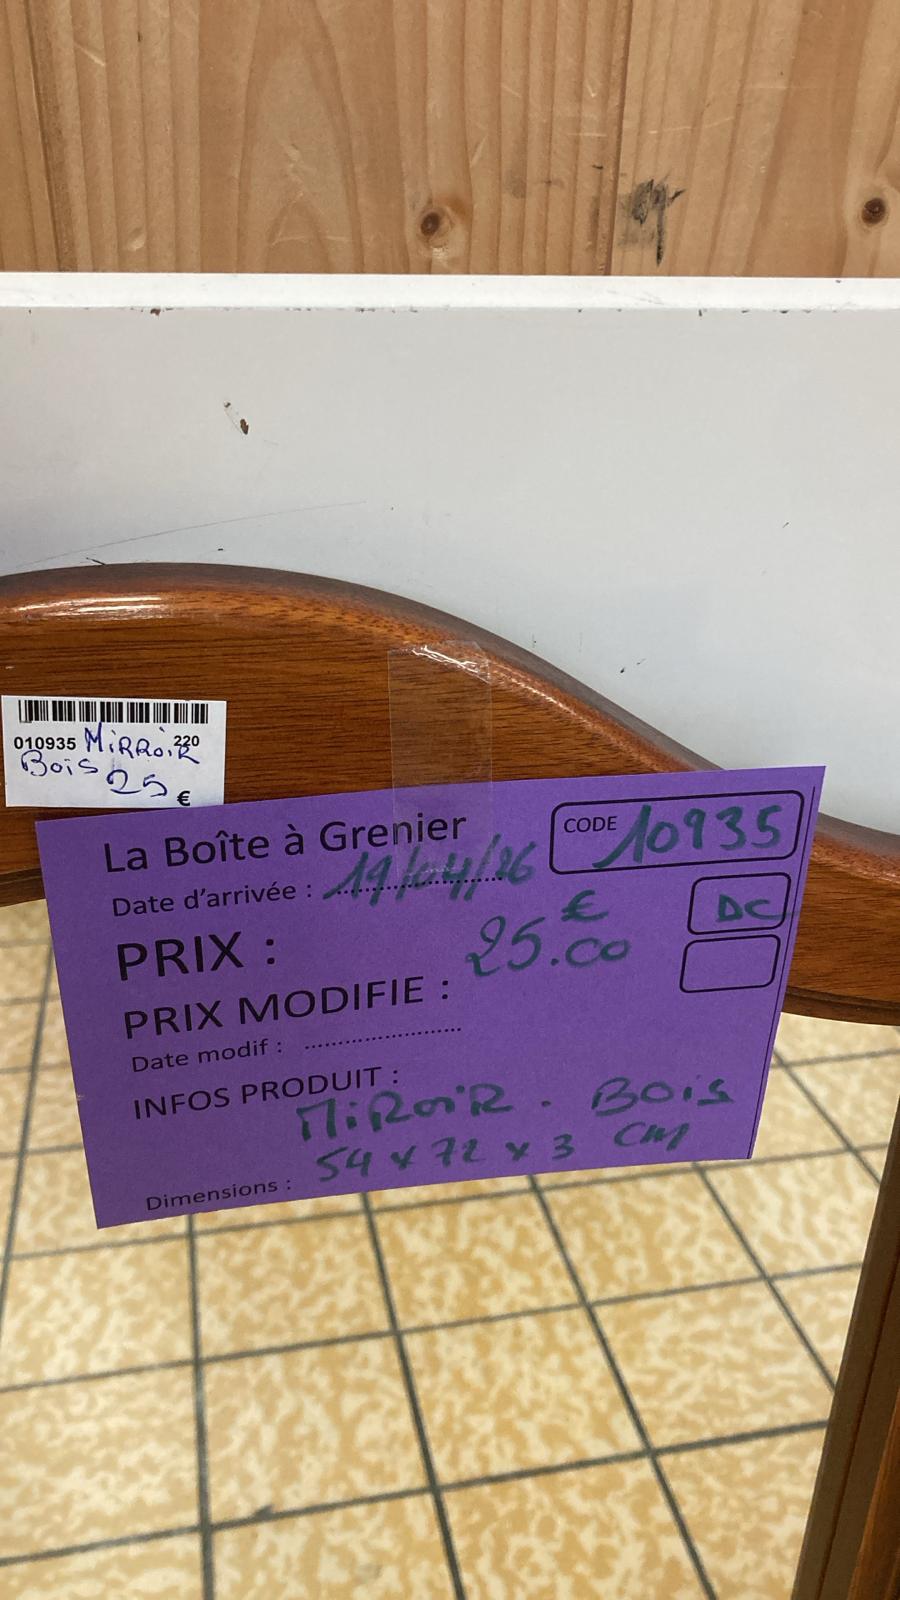 010935 MiRRoiR 220
Bois 25 €
La Boîte à Grenier
CODE 10935
Date d'arrivée : 19/04/26
DC
PRIX : 25.00 €
PRIX MODIFIE :
Date modif : ........................
INFOS PRODUIT :
MiRoiR . BOiS
54 x 72 x 3 CM
Dimensions :